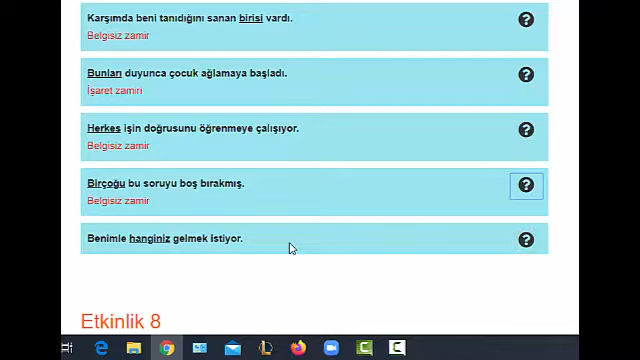 Karşımda beni tanıdığını sanan birisi vardı.
Belgisiz zamir
Bunları duyunca çocuk ağlamaya başladı.
İşaret zamiri
Herkes işin doğrusunu öğrenmeye çalışıyor.
Belgisiz zamir
Birçoğu bu soruyu boş bırakmış.
Belgisiz zamir
Benimle hanginiz gelmek istiyor.
Etkinlik 8